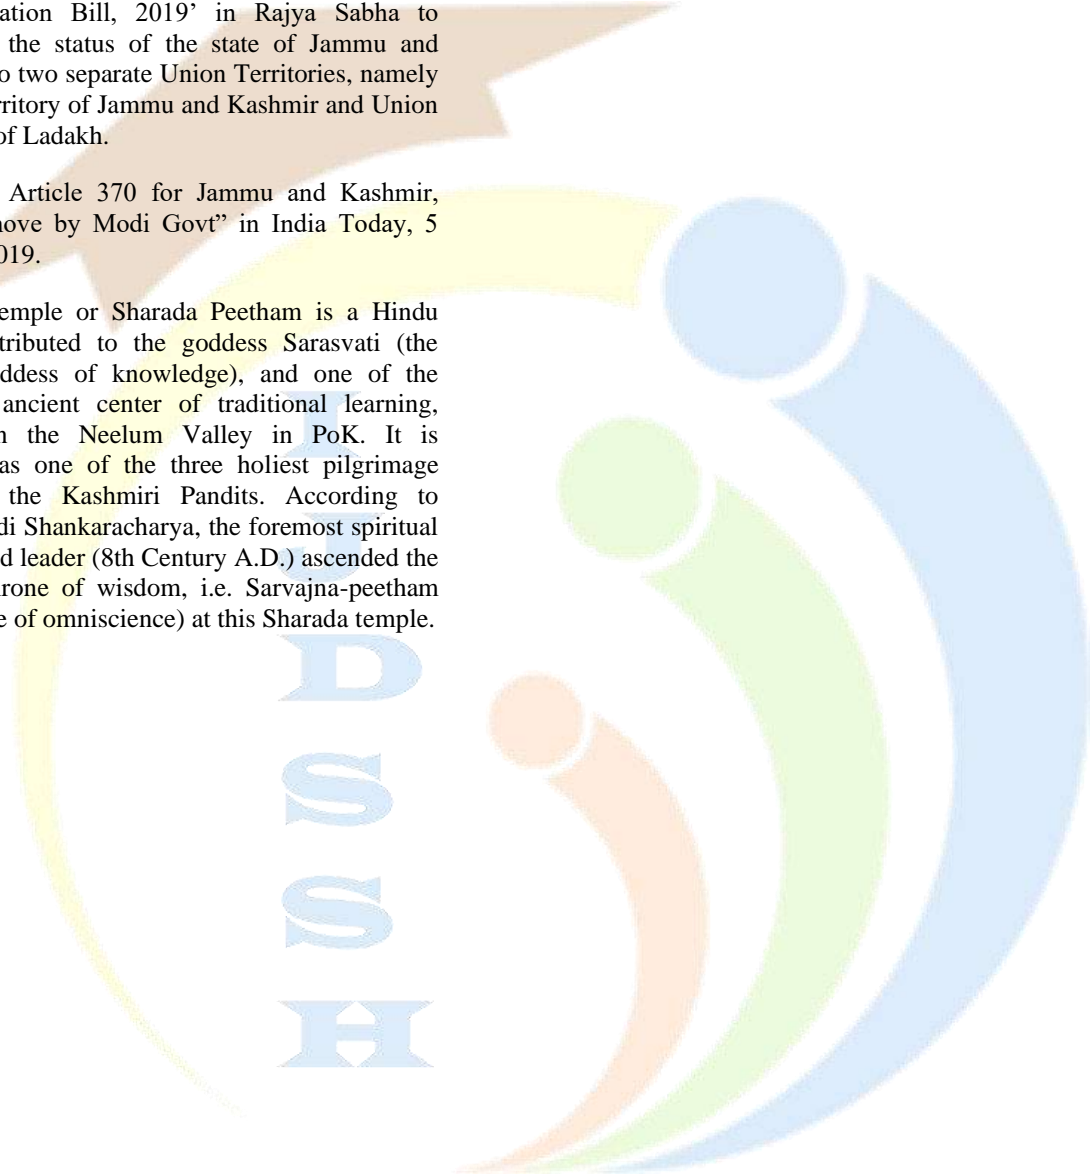 ation Bill, 2019’ in Rajya Sabha to
the status of the state of Jammu and
o two separate Union Territories, namely
rritory of Jammu and Kashmir and Union
of Ladakh.
Article 370 for Jammu and Kashmir,
ove by Modi Govt” in India Today, 5
019.
emple or Sharada Peetham is a Hindu
tributed to the goddess Sarasvati (the
ddess of knowledge), and one of the
ancient center of traditional learning,
n the Neelum Valley in PoK. It is
as one of the three holiest pilgrimage
the Kashmiri Pandits. According to
di Shankaracharya, the foremost spiritual
d leader (8th Century A.D.) ascended the
rone of wisdom, i.e. Sarvajna-peetham
e of omniscience) at this Sharada temple.
I
J
D
S
S
H